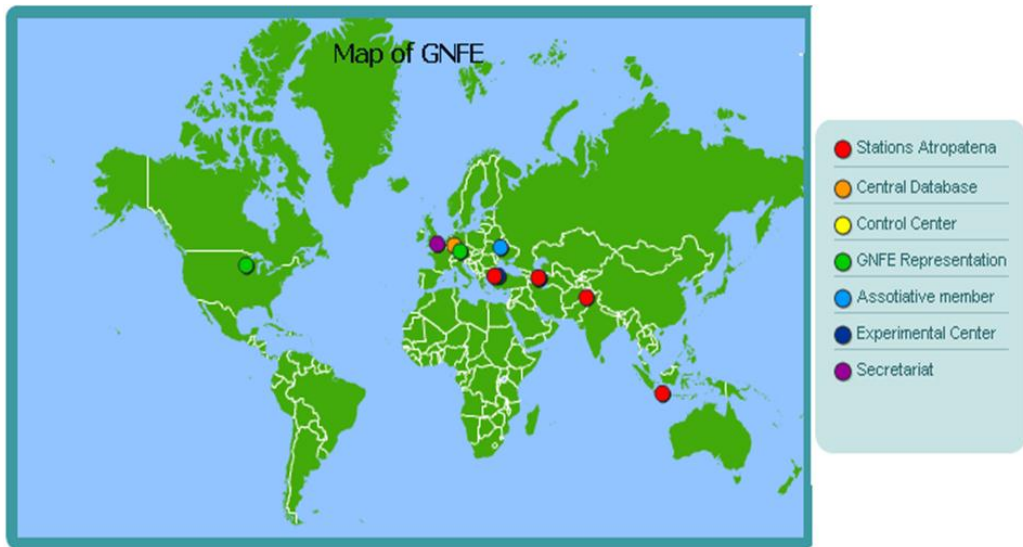 Map of GNFE
Stations Atropatena
Central Database
Control Center
GNFE Representation
Assotiative member
Experimental Center
Secretariat